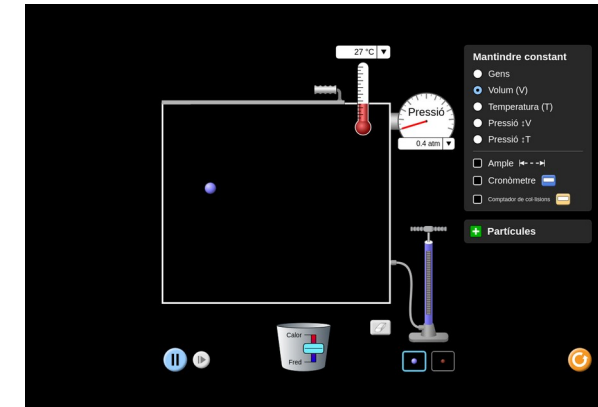 27 °C
Pressió
0.4 atm
Mantindre constant
Gens
Volum (V)
Temperatura (T)
Pressió ↕V
Pressió ↕T
Ample
Cronòmetre
Comptador de col·lisions
Partícules
Calor
Fred